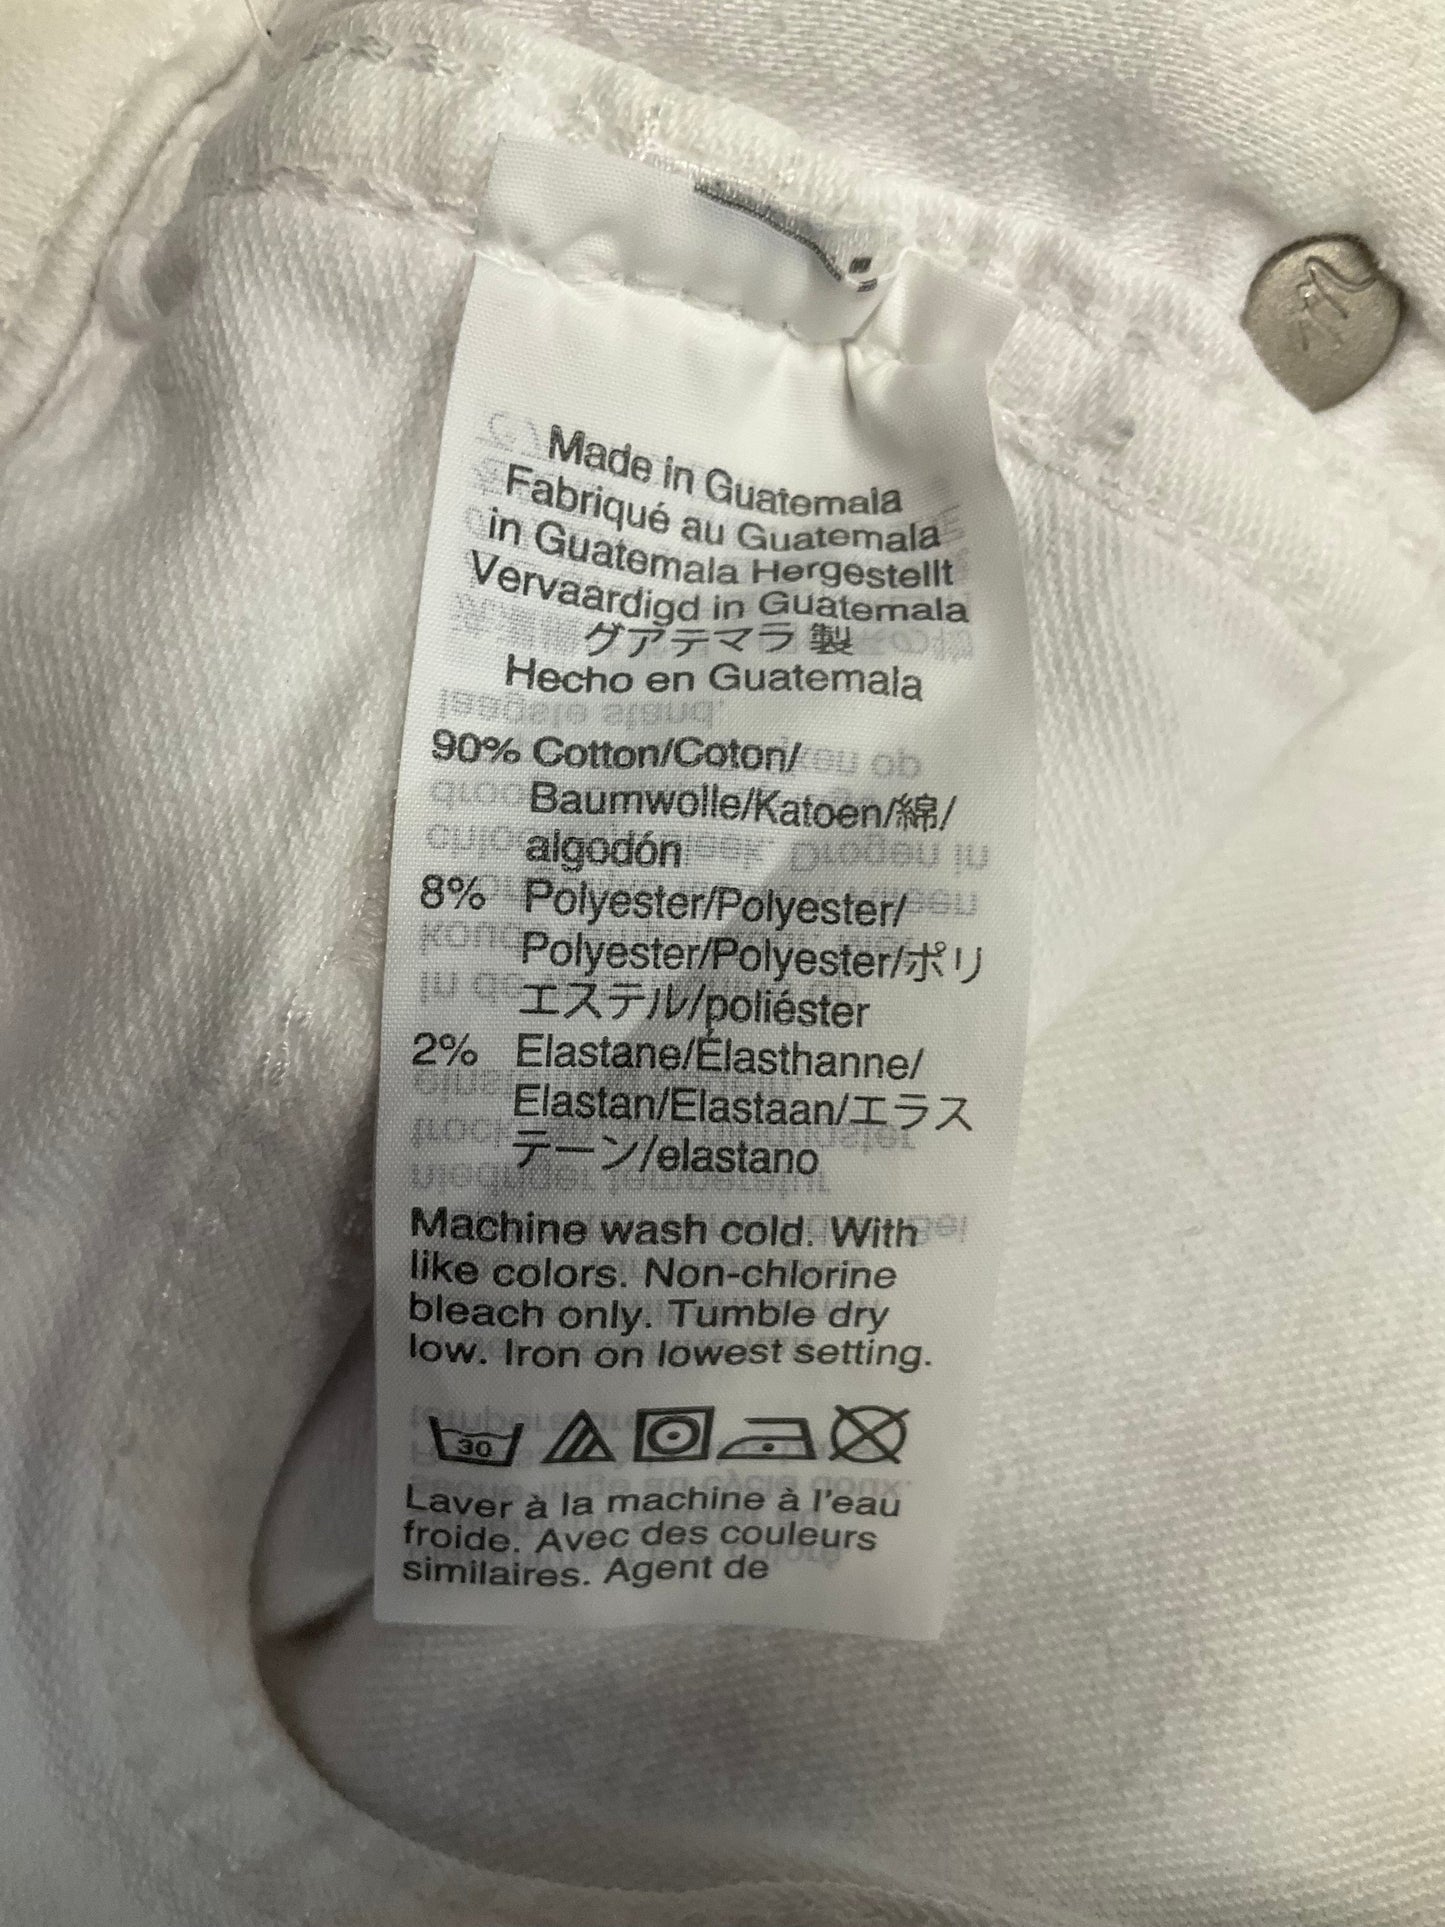 Made in Guatemala
Fabriqué au Guatemala
in Guatemala Hergestellt
Vervaardigd in Guatemala
グアテマラ 製
Hecho en Guatemala
90% Cotton/Coton/
Baumwolle/Katoen/綿/
algodón
8% Polyester/Polyester/
Polyester/Polyester/ポリ
エステル/poliéster
2% Elastane/Élasthanne/
Elastan/Elastaan/エラス
テーン/elastano
Machine wash cold. With
like colors. Non-chlorine
bleach only. Tumble dry
low. Iron on lowest setting.
30
Laver à la machine à l'eau
froide. Avec des couleurs
similaires. Agent de